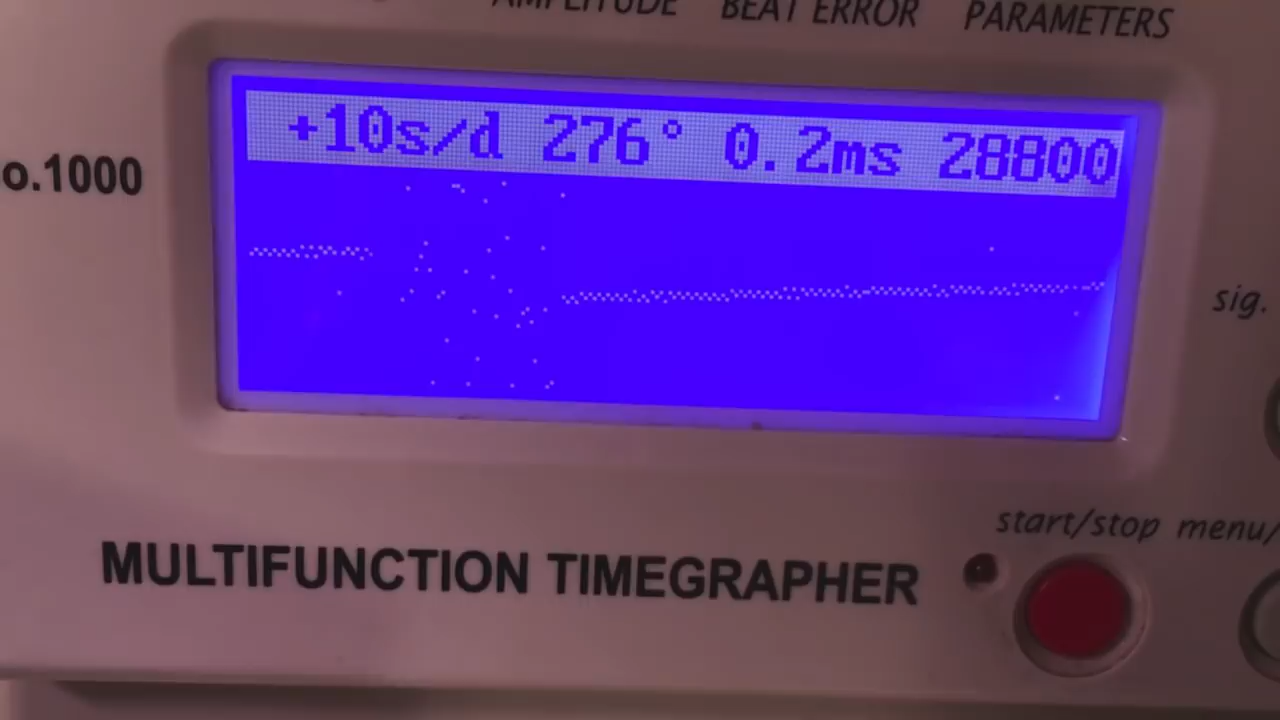 AMPLITUDE BEAT ERROR PARAMETERS
+10s/d 276° 0.2ms 28800
o.1000
sig.
start/stop menu/
MULTIFUNCTION TIMEGRAPHER